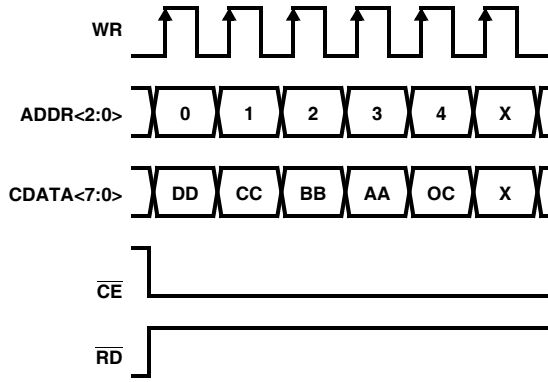 WR
ADDR<2:0> 0 1 2 3 4 X
CDATA<7:0> DD CC BB AA OC X
CE
RD